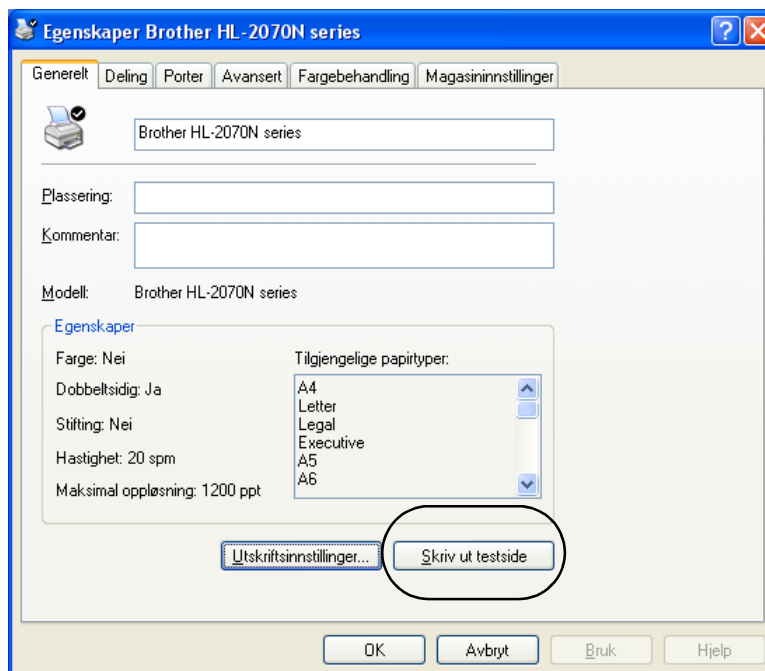 Egenskaper Brother HL-2070N series
Generelt Deling Porter Avansert Fargebehandling Magasininnstillinger
Brother HL-2070N series
Plassering:
Kommentar:
Modell: Brother HL-2070N series
Egenskaper
Farge: Nei
Dobbeltsidig: Ja
Stifting: Nei
Hastighet: 20 spm
Maksimal oppløsning: 1200 ppt
Tilgjengelige papirtyper:
A4
Letter
Legal
Executive
A5
A6
Utskriftsinnstillinger... Skriv ut testside
OK Avbryt Bruk Hjelp